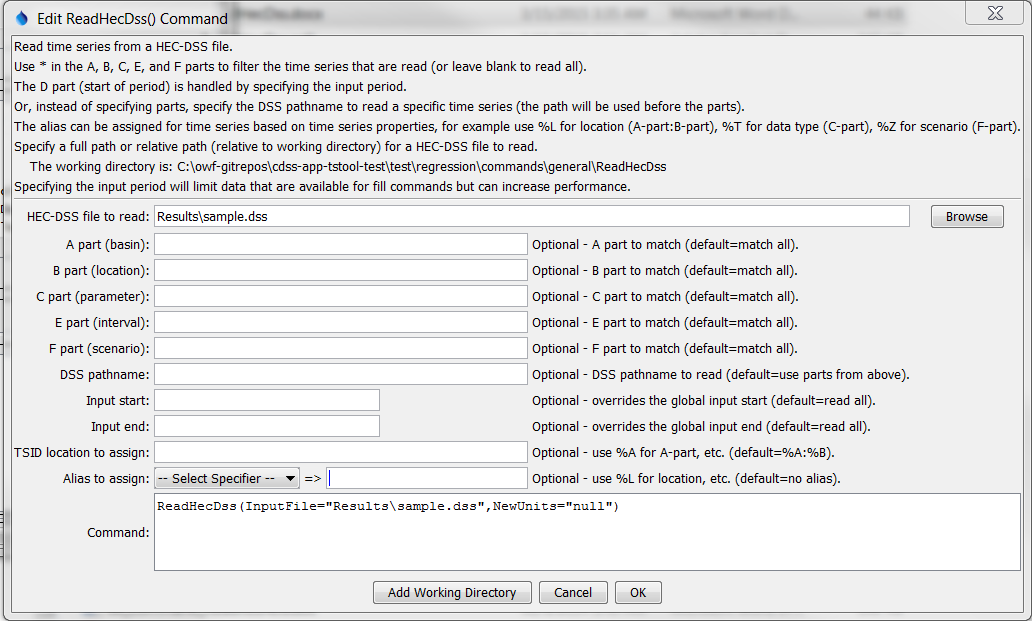 Edit ReadHecDss() Command
Read time series from a HEC-DSS file.
Use * in the A, B, C, E, and F parts to filter the time series that are read (or leave blank to read all).
The D part (start of period) is handled by specifying the input period.
Or, instead of specifying parts, specify the DSS pathname to read a specific time series (the path will be used before the parts).
The alias can be assigned for time series based on time series properties, for example use %L for location (A-part:B-part), %T for data type (C-part), %Z for scenario (F-part).
Specify a full path or relative path (relative to working directory) for a HEC-DSS file to read.
The working directory is: C:\owf-gitrepos\cdss-app-tstool-test\test\regression\commands\general\ReadHecDss
Specifying the input period will limit data that are available for fill commands but can increase performance.
HEC-DSS file to read: Results\sample.dss Browse
A part (basin): Optional - A part to match (default=match all).
B part (location): Optional - B part to match (default=match all).
C part (parameter): Optional - C part to match (default=match all).
E part (interval): Optional - E part to match (default=match all).
F part (scenario): Optional - F part to match (default=match all).
DSS pathname: Optional - DSS pathname to read (default=use parts from above).
Input start: Optional - overrides the global input start (default=read all).
Input end: Optional - overrides the global input end (default=read all).
TSID location to assign: Optional - use %A for A-part, etc. (default=%A:%B).
Alias to assign: -- Select Specifier -- => Optional - use %L for location, etc. (default=no alias).
Command: ReadHecDss(InputFile="Results\sample.dss",NewUnits="null")
Add Working Directory Cancel OK